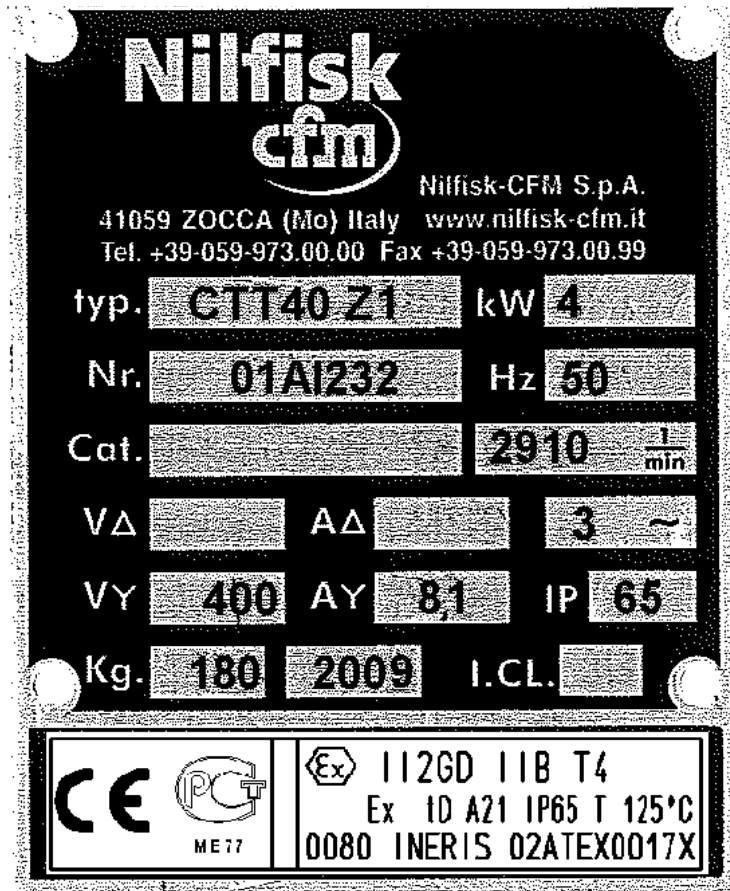 Nilfisk
cfm
Nilfisk-CFM S.p.A.
41059 ZOCCA (Mo) Italy www.nilfisk-cfm.it
Tel. +39-059-973.00.00 Fax +39-059-973.00.99
typ. CTT40 Z1 kW 4
Nr. 01AI232 Hz 50
Cat. 2910 1/min
VΔ AΔ 3 ~
VY 400 AY 8,1 IP 65
Kg. 180 2009 I.CL.
CE PCT Ex II2GD IIB T4
Ex tD A21 IP65 T 125°C
ME77 0080 INERIS 02ATEX0017X